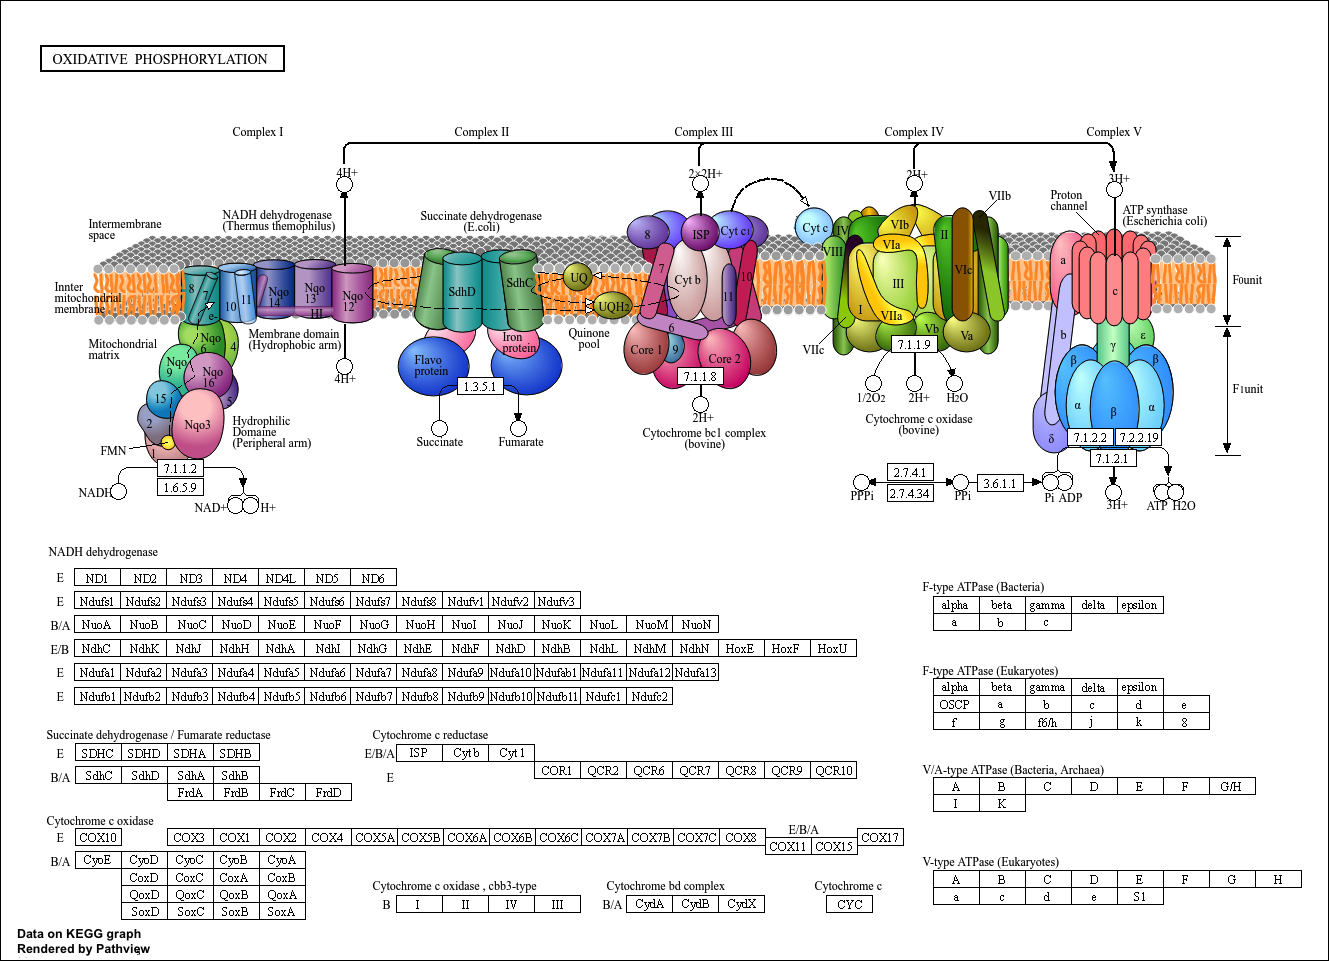 OXIDATIVE PHOSPHORYLATION
Complex I
Complex II
Complex III
Complex IV
Complex V
4H+
2×2H+
2H+
3H+
Intermembrane
space
NADH dehydrogenase
(Thermus themophilus)
Succinate dehydrogenase
(E.coli)
8
ISP
Cyt c1
Cyt c
IV
VIII
VIb
VIa
II
VIIb
VIc
III
I
VIIa
Vb
Va
VIIc
Proton
channel
ATP synthase
(Escherichia coli)
Innter
mitochondrial
membrane
8
7
e-
10
11
Nqo
14
Nqo
13
Nqo
12
HI
SdhD
SdhC
UQ
UQH2
7
Cyt b
10
11
6
a
c
b
Founit
Mitochondrial
matrix
Nqo
6
4
Nqo
9
Nqo
16
15
5
2
Nqo3
FMN
Membrane domain
(Hydrophobic arm)
4H+
Hydrophilic
Domaine
(Peripheral arm)
Flavo
protein
Iron
protein
Quinone
pool
Core 1
9
Core 2
γ
ε
β
β
α
β
α
δ
F1unit
1.3.5.1
7.1.1.8
7.1.1.9
Succinate
Fumarate
2H+
Cytochrome bc1 complex
(bovine)
1/2O2
2H+
H2O
Cytochrome c oxidase
(bovine)
7.1.2.2
7.2.2.19
7.1.2.1
7.1.1.2
1.6.5.9
NADH
NAD+
H+
2.7.4.1
2.7.4.34
3.6.1.1
PPPi
PPi
Pi ADP
3H+
ATP H2O
NADH dehydrogenase
E ND1 ND2 ND3 ND4 ND4L ND5 ND6
E Ndufs1 Ndufs2 Ndufs3 Ndufs4 Ndufs5 Ndufs6 Ndufs7 Ndufs8 Ndufv1 Ndufv2 Ndufv3
B/A NuoA NuoB NuoC NuoD NuoE NuoF NuoG NuoH NuoI NuoJ NuoK NuoL NuoM NuoN
E/B NdhC NdhK NdhJ NdhH NdhA NdhI NdhG NdhE NdhF NdhD NdhB NdhL NdhM NdhN HoxE HoxF HoxU
E Ndufa1 Ndufa2 Ndufa3 Ndufa4 Ndufa5 Ndufa6 Ndufa7 Ndufa8 Ndufa9 Ndufa10 Ndufab1 Ndufa11 Ndufa12 Ndufa13
E Ndufb1 Ndufb2 Ndufb3 Ndufb4 Ndufb5 Ndufb6 Ndufb7 Ndufb8 Ndufb9 Ndufb10 Ndufb11 Ndufc1 Ndufc2
Succinate dehydrogenase / Fumarate reductase
E SDHC SDHD SDHA SDHB
B/A SdhC SdhD SdhA SdhB
FrdA FrdB FrdC FrdD
Cytochrome c reductase
E/B/A ISP Cyt b Cyt 1
E COR1 QCR2 QCR6 QCR7 QCR8 QCR9 QCR10
Cytochrome c oxidase
E COX10 COX3 COX1 COX2 COX4 COX5A COX5B COX6A COX6B COX6C COX7A COX7B COX7C COX8
E/B/A
COX11 COX15
COX17
B/A CyoE CyoD CyoC CyoB CyoA
CoxD CoxC CoxA CoxB
QoxD QoxC QoxB QoxA
SoxD SoxC SoxB SoxA
Cytochrome c oxidase , cbb3-type
B I II IV III
Cytochrome bd complex
B/A CydA CydB CydX
Cytochrome c
CYC
F-type ATPase (Bacteria)
alpha beta gamma delta epsilon
a b c
F-type ATPase (Eukaryotes)
alpha beta gamma delta epsilon
OSCP a b c d e
f g f6/h j k 8
V/A-type ATPase (Bacteria, Archaea)
A B C D E F G/H
I K
V-type ATPase (Eukaryotes)
A B C D E F G H
a c d e S1
Data on KEGG graph
Rendered by Pathview